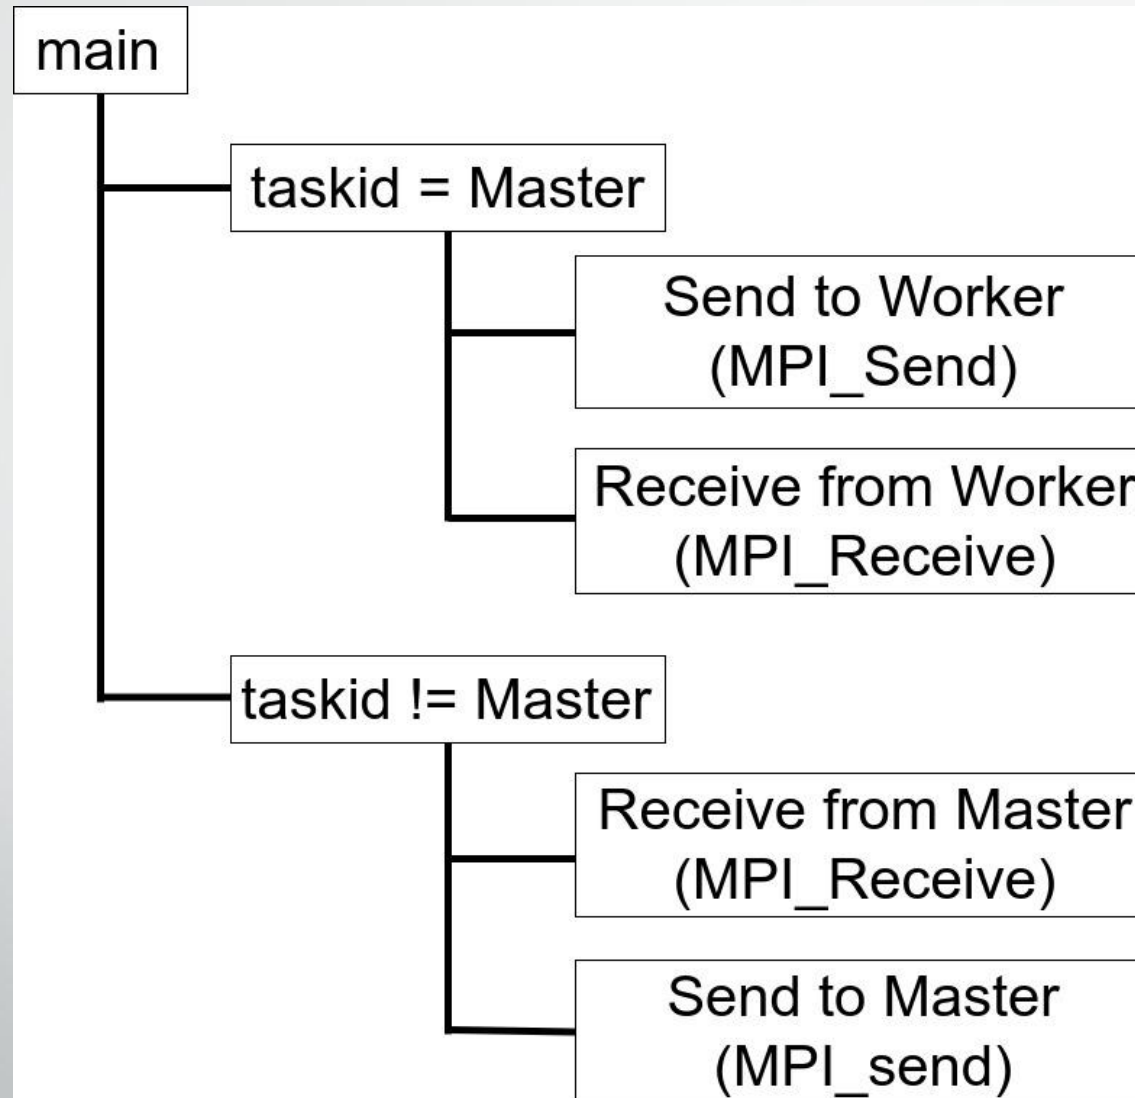 main
taskid = Master
Send to Worker
(MPI_Send)
Receive from Worker
(MPI_Receive)
taskid != Master
Receive from Master
(MPI_Receive)
Send to Master
(MPI_send)